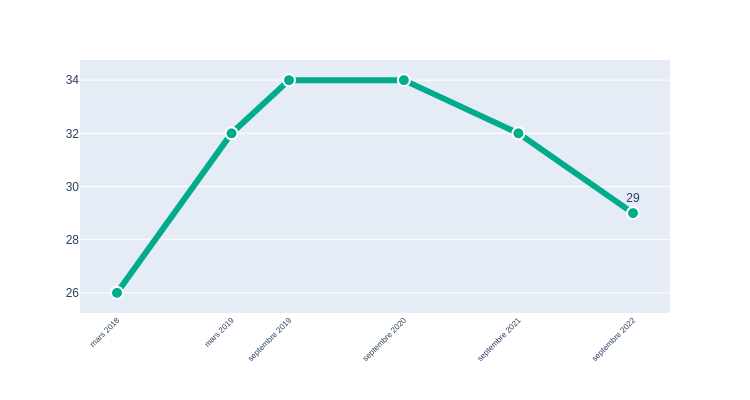 34
32
30
28
26
29
mars 2018
mars 2019
septembre 2019
septembre 2020
septembre 2021
septembre 2022